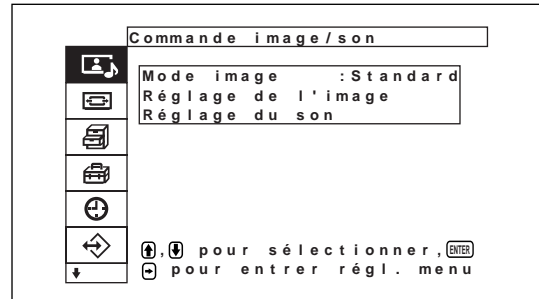 Commande image/son
Mode image :Standard
Réglage de l'image
Réglage du son
, pour sélectionner, ENTER
pour entrer régl. menu